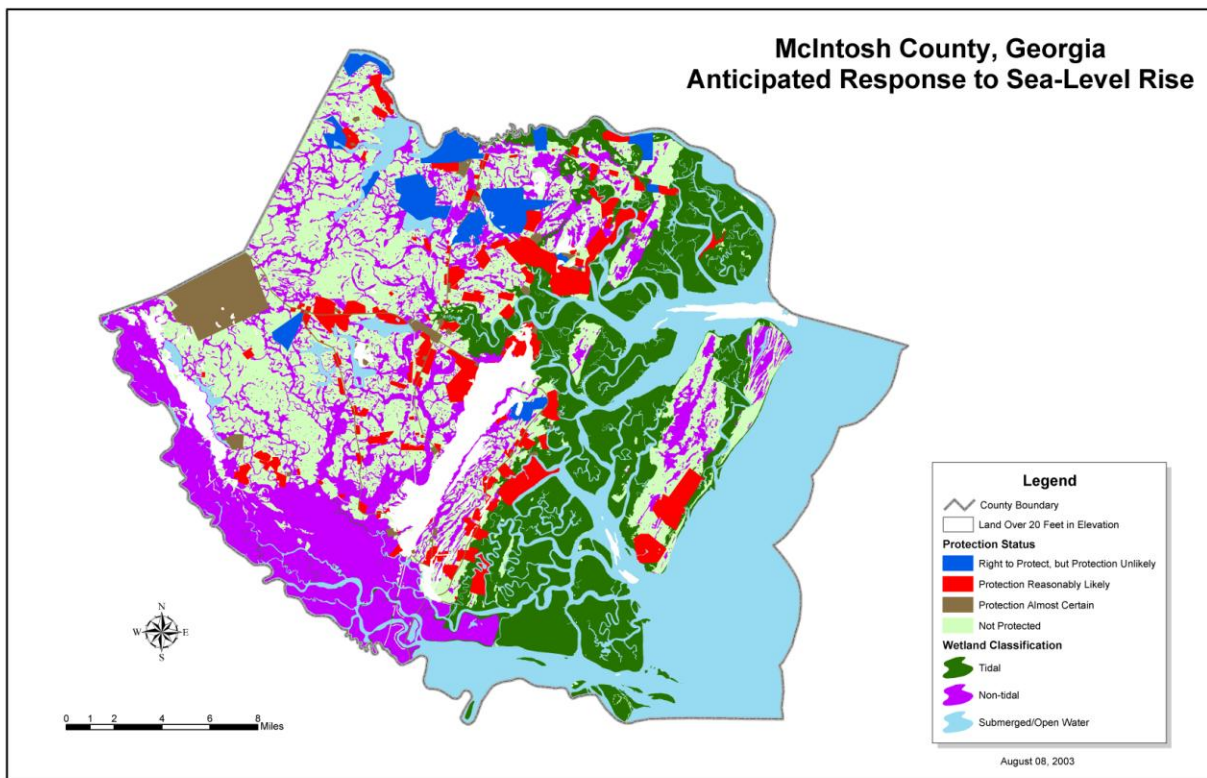 McIntosh County, Georgia
Anticipated Response to Sea-Level Rise
Legend
County Boundary
Land Over 20 Feet in Elevation
Protection Status
Right to Protect, but Protection Unlikely
Protection Reasonably Likely
Protection Almost Certain
Not Protected
Wetland Classification
Tidal
Non-tidal
Submerged/Open Water
N
W E
S
0 1 2 4 6 8
Miles
August 08, 2003